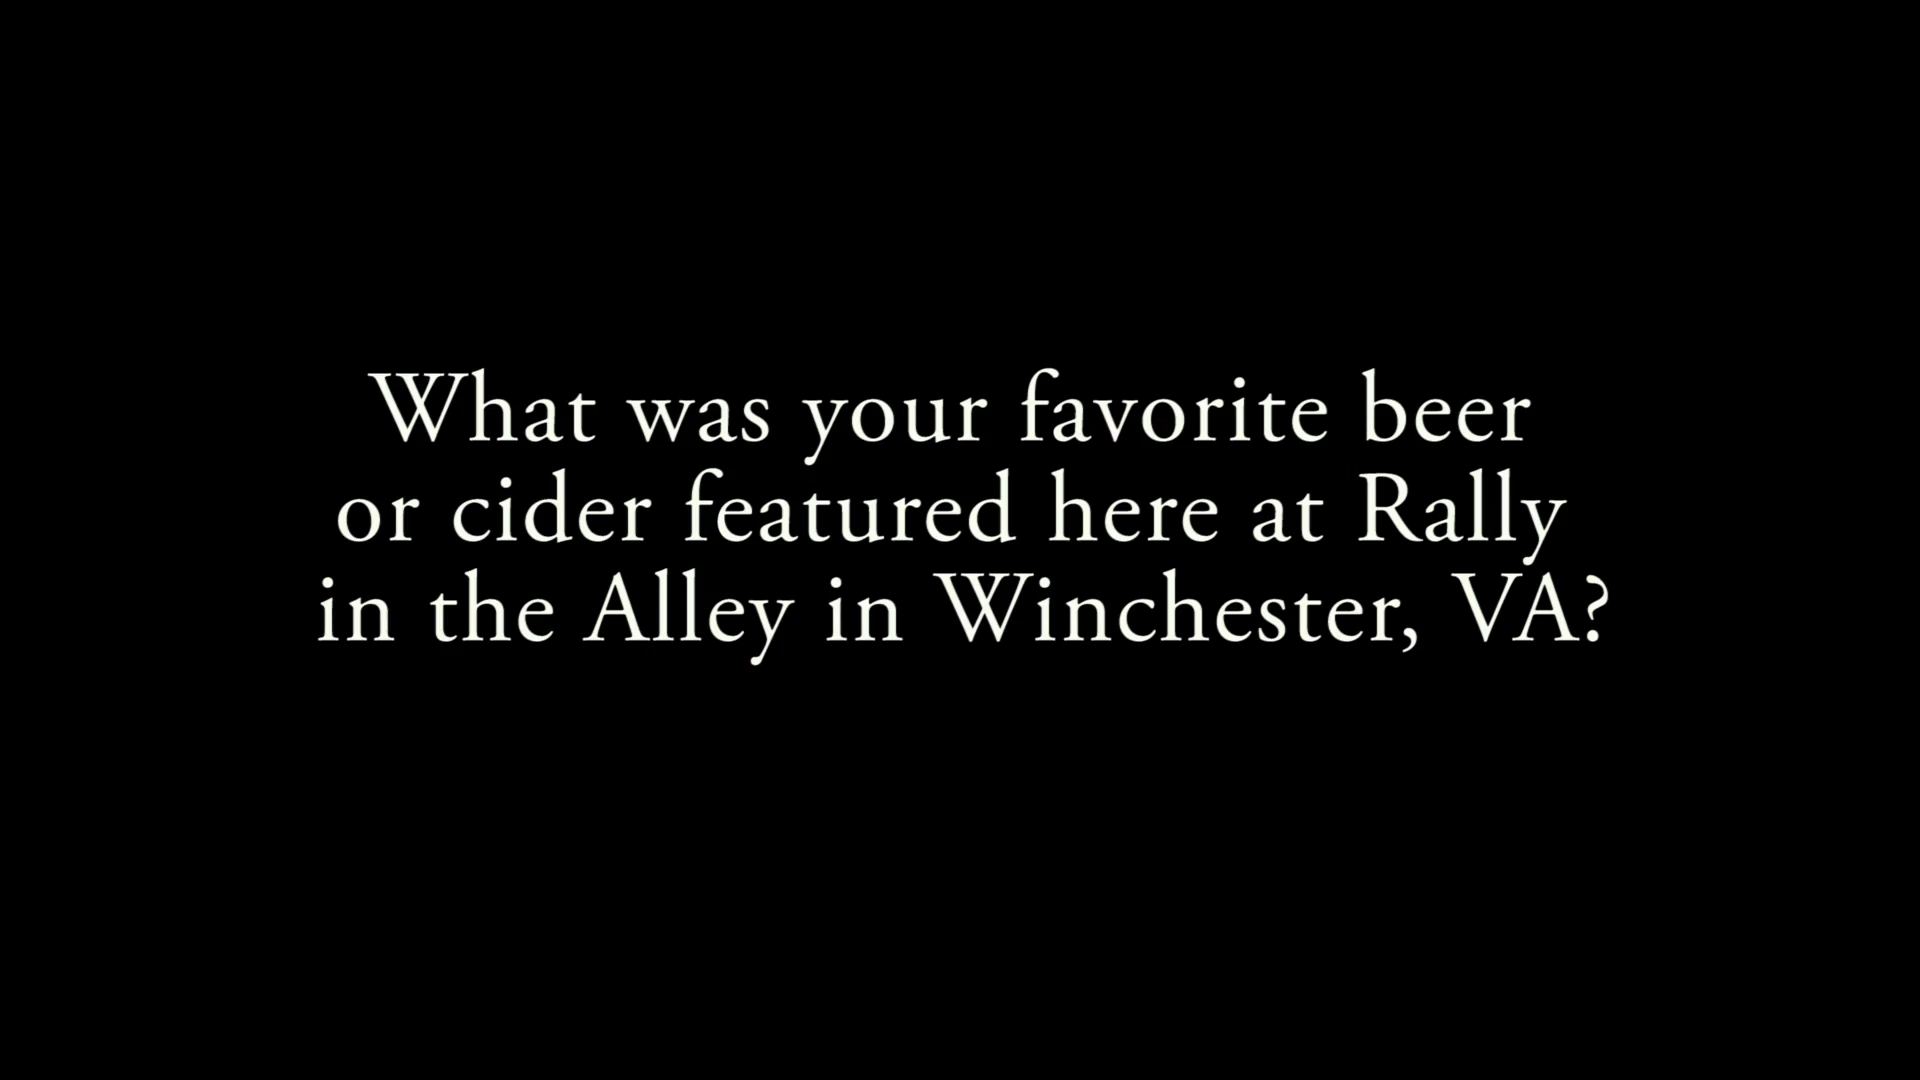 What was your favorite beer
or cider featured here at Rally
in the Alley in Winchester, VA?